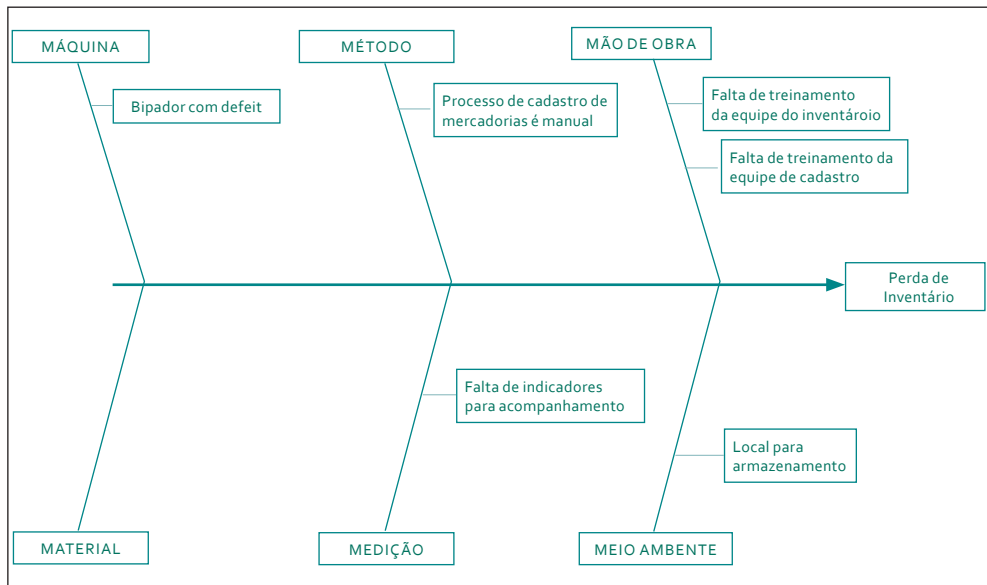 MÁQUINA
MÉTODO
MÃO DE OBRA
Bipador com defeit
Processo de cadastro de
mercadorias é manual
Falta de treinamento
da equipe do inventároio
Falta de treinamento da
equipe de cadastro
Perda de
Inventário
Falta de indicadores
para acompanhamento
Local para
armazenamento
MATERIAL
MEDIÇÃO
MEIO AMBIENTE